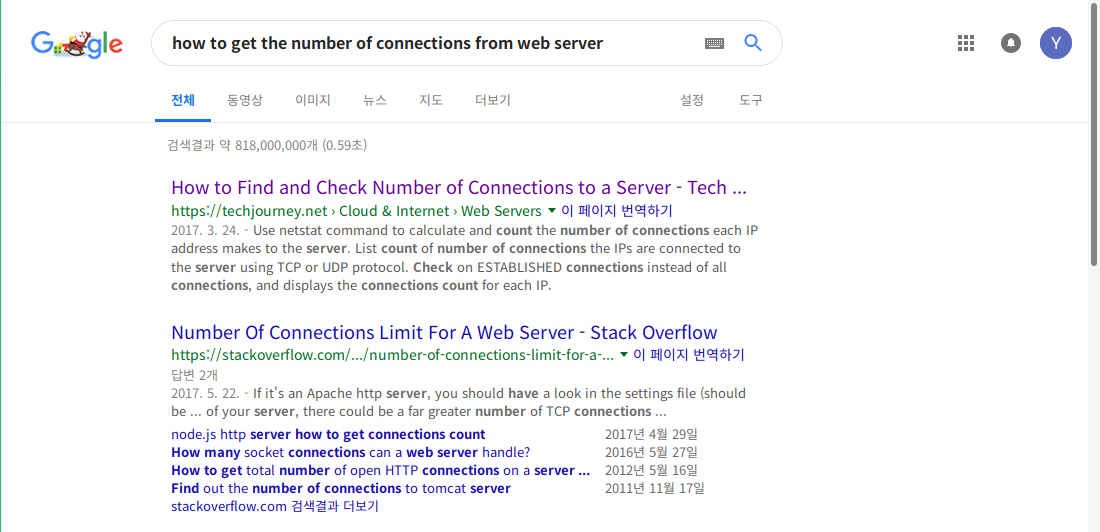 Google
how to get the number of connections from web server
Y
전체 동영상 이미지 뉴스 지도 더보기 설정 도구
검색결과 약 818,000,000개 (0.59초)
How to Find and Check Number of Connections to a Server - Tech ...
https://techjourney.net › Cloud & Internet › Web Servers 이 페이지 번역하기
2017. 3. 24. - Use netstat command to calculate and count the number of connections each IP
address makes to the server. List count of number of connections the IPs are connected to
the server using TCP or UDP protocol. Check on ESTABLISHED connections instead of all
connections, and displays the connections count for each IP.
Number Of Connections Limit For A Web Server - Stack Overflow
https://stackoverflow.com/.../number-of-connections-limit-for-a-... 이 페이지 번역하기
답변 2개
2017. 5. 22. - If it's an Apache http server, you should have a look in the settings file (should
be ... of your server, there could be a far greater number of TCP connections ...
node.js http server how to get connections count 2017년 4월 29일
How many socket connections can a web server handle? 2016년 5월 27일
How to get total number of open HTTP connections on a server ... 2012년 5월 16일
Find out the number of connections to tomcat server 2011년 11월 17일
stackoverflow.com 검색결과 더보기